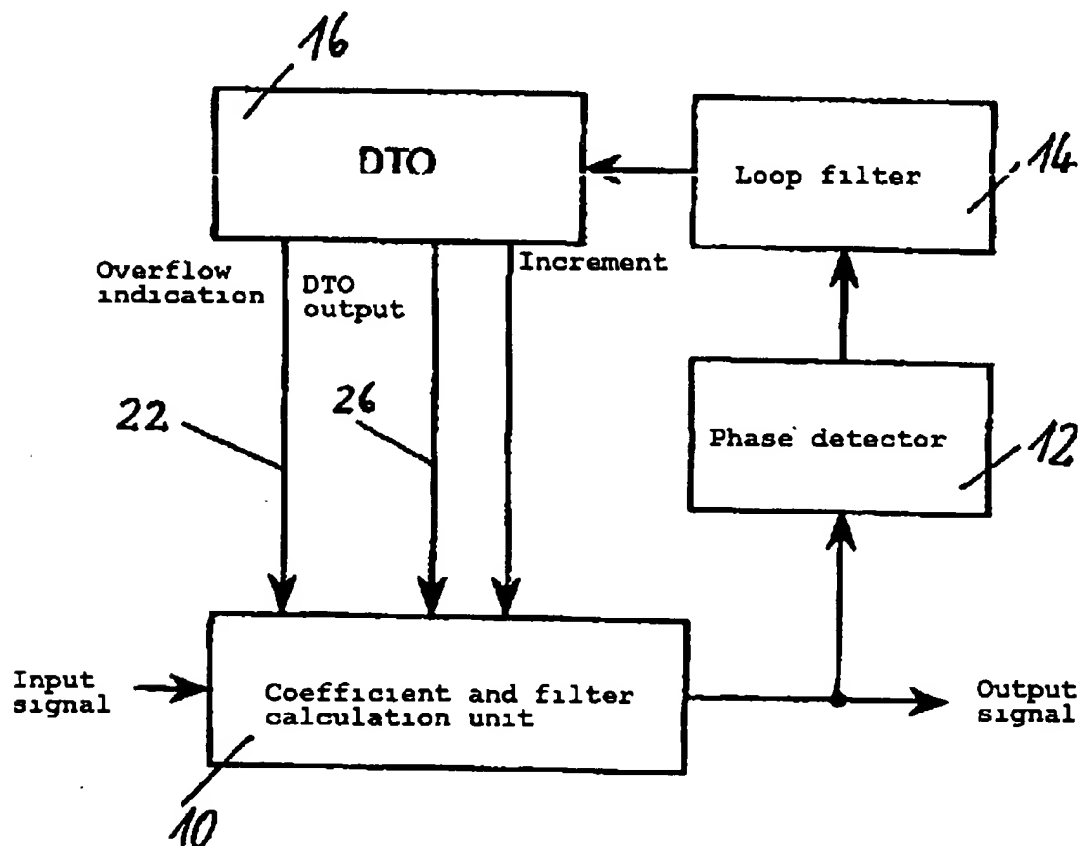 16
DTO
Loop filter
14
Overflow
indication
DTO
output
Increment
22
26
Phase detector
12
Input
signal
Coefficient and filter
calculation unit
Output
signal
10